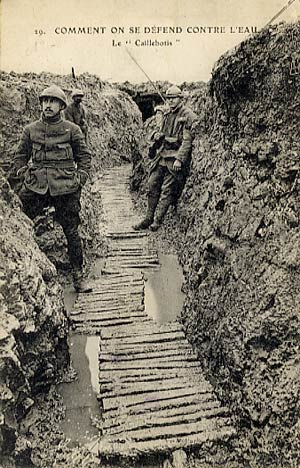 29. COMMENT ON SE DÉFEND CONTRE L'EAU.
Le "Caillebotis"